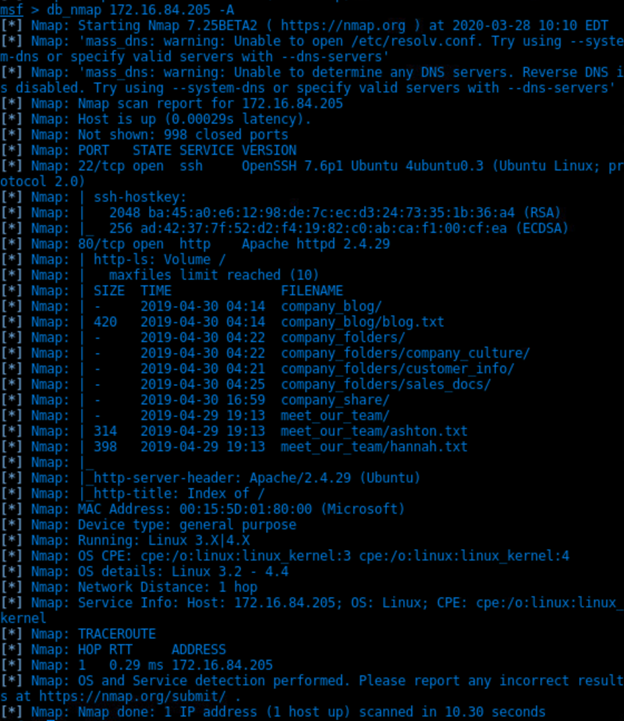 msf > db_nmap 172.16.84.205 -A
[*] Nmap: Starting Nmap 7.25BETA2 ( https://nmap.org ) at 2020-03-28 10:10 EDT
[*] Nmap: 'mass_dns: warning: Unable to open /etc/resolv.conf. Try using --syste
m-dns or specify valid servers with --dns-servers'
[*] Nmap: 'mass_dns: warning: Unable to determine any DNS servers. Reverse DNS i
s disabled. Try using --system-dns or specify valid servers with --dns-servers'
[*] Nmap: Nmap scan report for 172.16.84.205
[*] Nmap: Host is up (0.00029s latency).
[*] Nmap: Not shown: 998 closed ports
[*] Nmap: PORT   STATE SERVICE VERSION
[*] Nmap: 22/tcp open  ssh     OpenSSH 7.6p1 Ubuntu 4ubuntu0.3 (Ubuntu Linux; pr
otocol 2.0)
[*] Nmap: | ssh-hostkey:
[*] Nmap: |   2048 ba:45:a0:e6:12:98:de:7c:ec:d3:24:73:35:1b:36:a4 (RSA)
[*] Nmap: |_  256 ad:42:37:7f:52:d2:f4:19:82:c0:ab:ca:f1:00:cf:ea (ECDSA)
[*] Nmap: 80/tcp open  http    Apache httpd 2.4.29
[*] Nmap: | http-ls: Volume /
[*] Nmap: |   maxfiles limit reached (10)
[*] Nmap: | SIZE  TIME              FILENAME
[*] Nmap: | -     2019-04-30 04:14  company_blog/
[*] Nmap: | 420   2019-04-30 04:14  company_blog/blog.txt
[*] Nmap: | -     2019-04-30 04:22  company_folders/
[*] Nmap: | -     2019-04-30 04:22  company_folders/company_culture/
[*] Nmap: | -     2019-04-30 04:21  company_folders/customer_info/
[*] Nmap: | -     2019-04-30 04:25  company_folders/sales_docs/
[*] Nmap: | -     2019-04-30 16:59  company_share/
[*] Nmap: | -     2019-04-29 19:13  meet_our_team/
[*] Nmap: | 314   2019-04-29 19:13  meet_our_team/ashton.txt
[*] Nmap: | 398   2019-04-29 19:13  meet_our_team/hannah.txt
[*] Nmap: |_
[*] Nmap: |_http-server-header: Apache/2.4.29 (Ubuntu)
[*] Nmap: |_http-title: Index of /
[*] Nmap: MAC Address: 00:15:5D:01:80:00 (Microsoft)
[*] Nmap: Device type: general purpose
[*] Nmap: Running: Linux 3.X|4.X
[*] Nmap: OS CPE: cpe:/o:linux:linux_kernel:3 cpe:/o:linux:linux_kernel:4
[*] Nmap: OS details: Linux 3.2 - 4.4
[*] Nmap: Network Distance: 1 hop
[*] Nmap: Service Info: Host: 172.16.84.205; OS: Linux; CPE: cpe:/o:linux:linux_
kernel
[*] Nmap: TRACEROUTE
[*] Nmap: HOP RTT     ADDRESS
[*] Nmap: 1   0.29 ms 172.16.84.205
[*] Nmap: OS and Service detection performed. Please report any incorrect result
s at https://nmap.org/submit/ .
[*] Nmap: Nmap done: 1 IP address (1 host up) scanned in 10.30 seconds